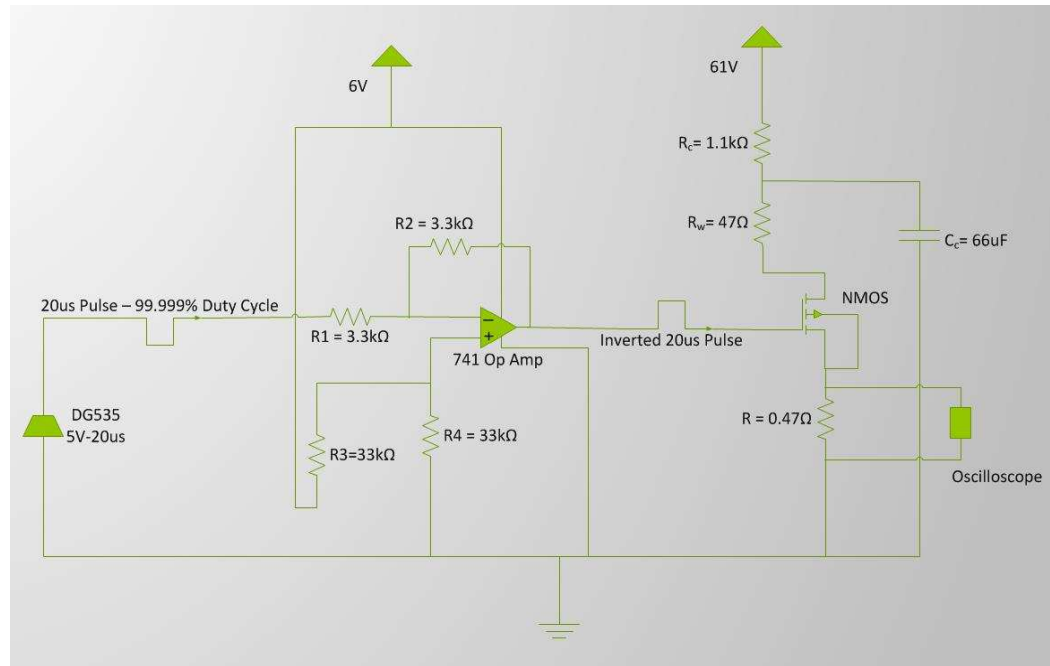 61V
6V
Rc = 1.1kΩ
R2 = 3.3kΩ
Rw= 47Ω
Cc= 66uF
20us Pulse – 99.999% Duty Cycle
NMOS
R1 = 3.3kΩ
Inverted 20us Pulse
741 Op Amp
DG535
5V-20us
R3=33kΩ
R4 = 33kΩ
R = 0.47Ω
Oscilloscope